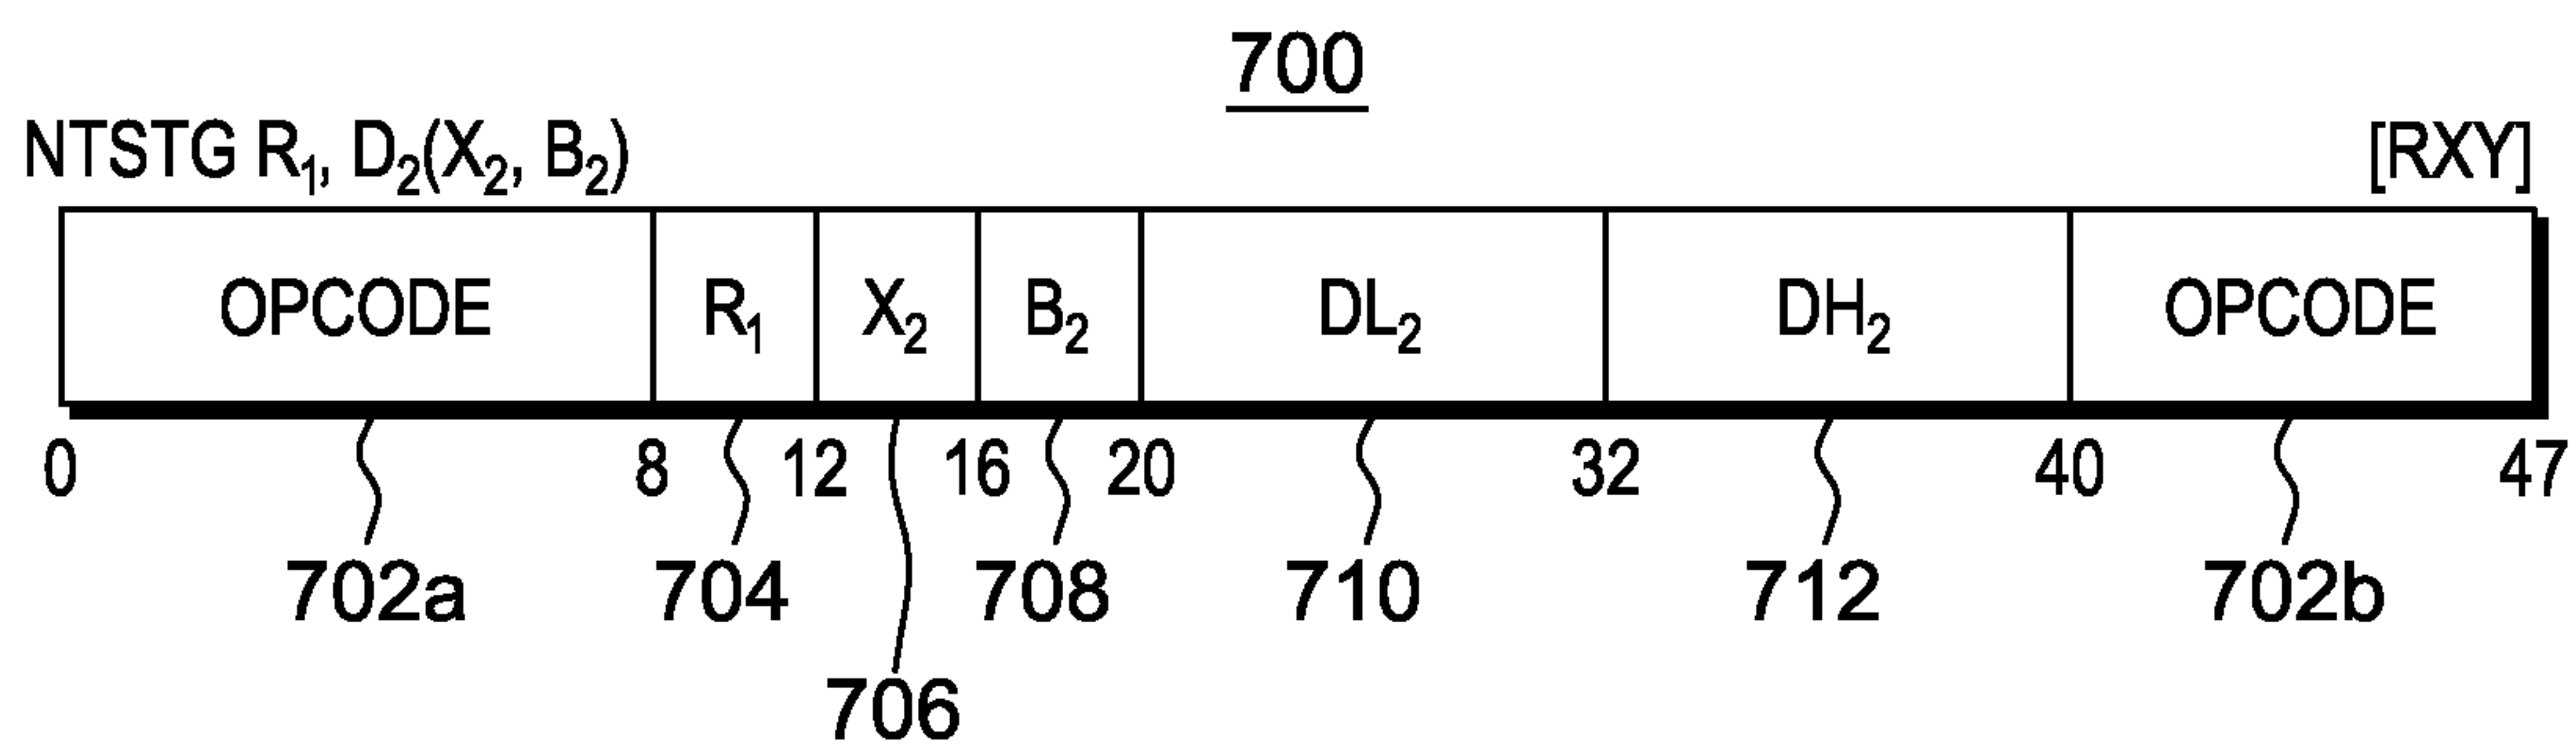 700
NTSTG R₁, D₂(X₂, B₂) [RXY]
OPCODE R₁ X₂ B₂ DL₂ DH₂ OPCODE
0 8 12 16 20 32 40 47
702a 704 708 710 712 702b
706